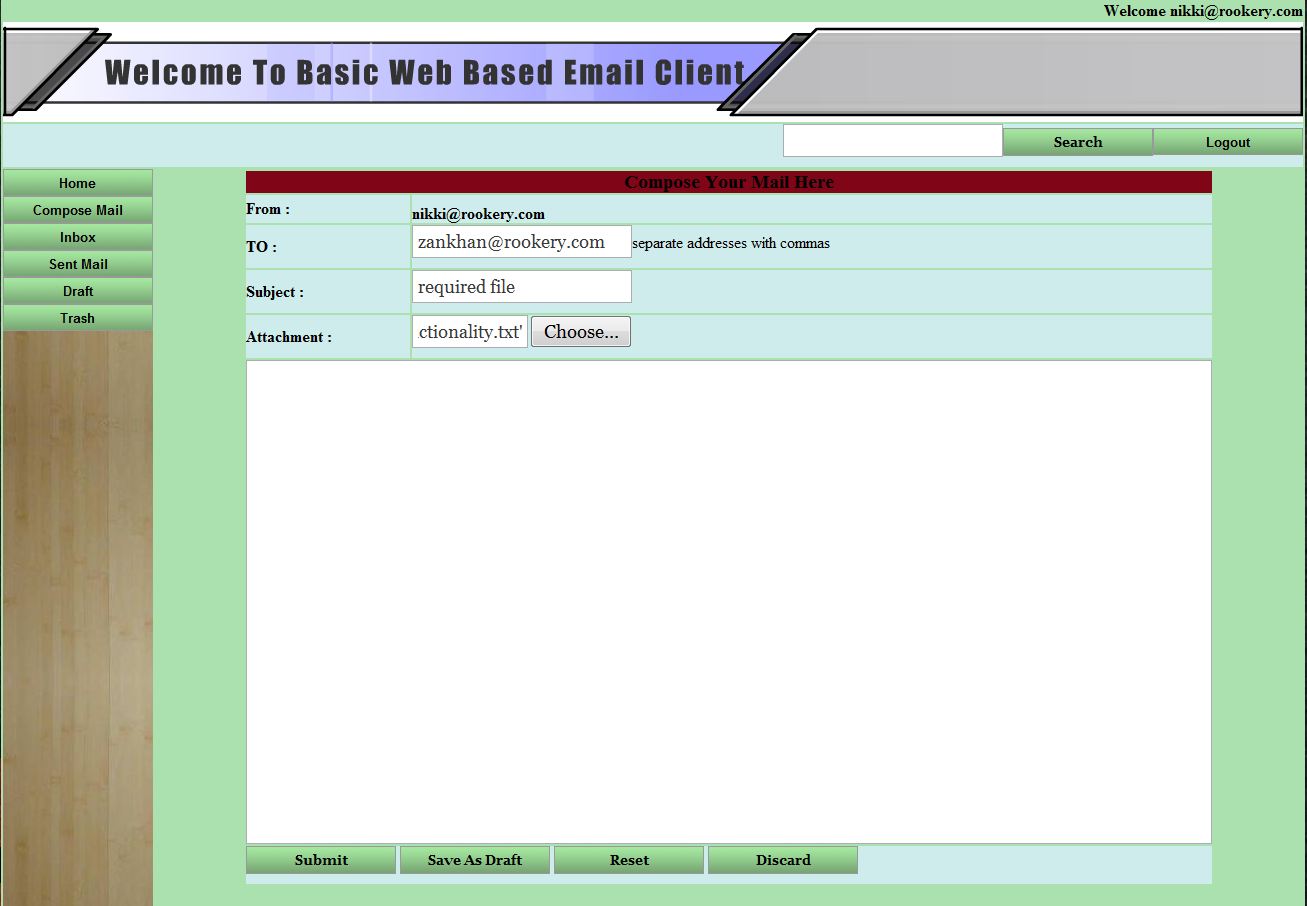 Welcome nikki@rookery.com
Welcome To Basic Web Based Email Client
Search Logout
Home
Compose Mail
Inbox
Sent Mail
Draft
Trash
Compose Your Mail Here
From : nikki@rookery.com
TO : zankhan@rookery.com separate addresses with commas
Subject : required file
Attachment : ctionality.txt' Choose...
Submit Save As Draft Reset Discard